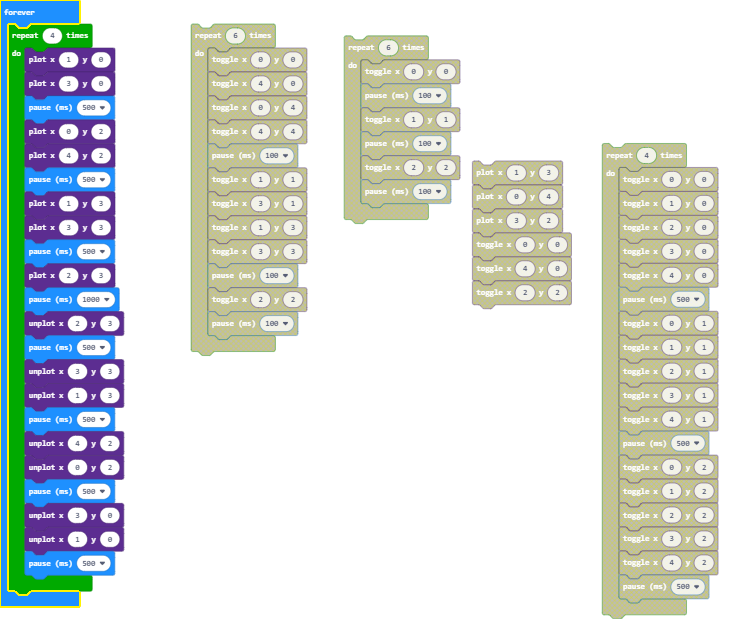 forever
repeat 4 times
do
plot x 1 y 0
plot x 3 y 0
pause (ms) 500
plot x 0 y 2
plot x 4 y 2
pause (ms) 500
plot x 1 y 3
plot x 3 y 3
pause (ms) 500
plot x 2 y 3
pause (ms) 1000
unplot x 2 y 3
pause (ms) 500
unplot x 3 y 3
unplot x 1 y 3
pause (ms) 500
unplot x 4 y 2
unplot x 0 y 2
pause (ms) 500
unplot x 3 y 0
unplot x 1 y 0
pause (ms) 500
repeat 6 times
do
toggle x 0 y 0
toggle x 4 y 0
toggle x 0 y 4
toggle x 4 y 4
pause (ms) 100
toggle x 1 y 1
toggle x 3 y 1
toggle x 1 y 3
toggle x 3 y 3
pause (ms) 100
toggle x 2 y 2
pause (ms) 100
repeat 6 times
do
toggle x 0 y 0
pause (ms) 100
toggle x 1 y 1
pause (ms) 100
toggle x 2 y 2
pause (ms) 100
plot x 1 y 3
plot x 0 y 4
plot x 3 y 2
toggle x 0 y 0
toggle x 4 y 0
toggle x 2 y 2
repeat 4 times
do
toggle x 0 y 0
toggle x 1 y 0
toggle x 2 y 0
toggle x 3 y 0
toggle x 4 y 0
pause (ms) 500
toggle x 0 y 1
toggle x 1 y 1
toggle x 2 y 1
toggle x 3 y 1
toggle x 4 y 1
pause (ms) 500
toggle x 0 y 2
toggle x 1 y 2
toggle x 2 y 2
toggle x 3 y 2
toggle x 4 y 2
pause (ms) 500